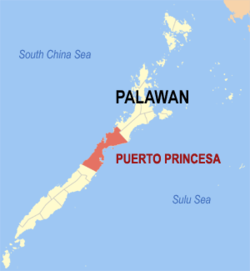 South China Sea
PALAWAN
PUERTO PRINCESA
Sulu Sea